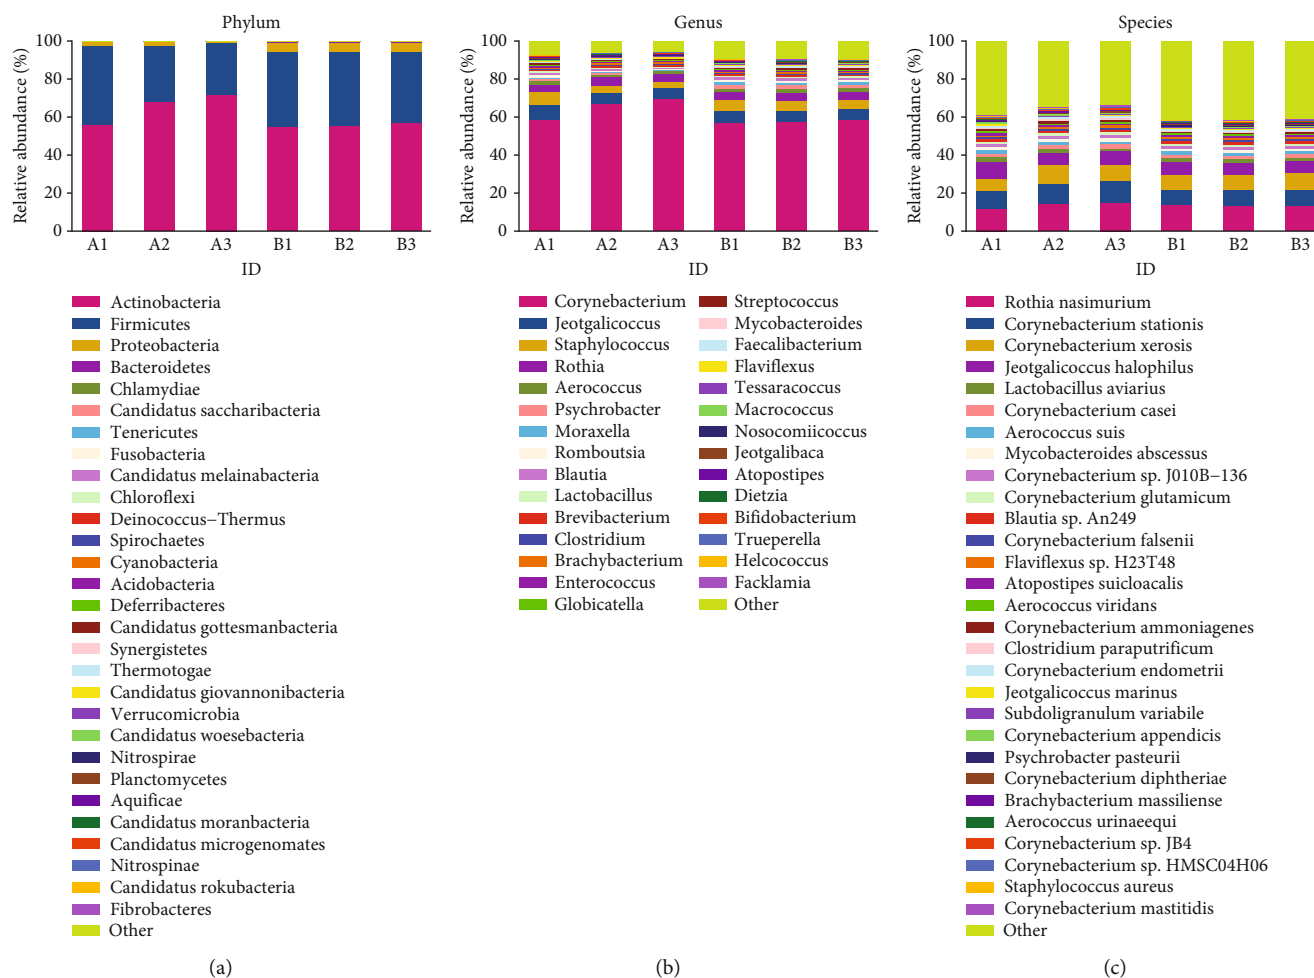 Phylum
Relative abundance (%)
100
80
60
40
20
0
A1 A2 A3 B1 B2 B3
ID
Actinobacteria
Firmicutes
Proteobacteria
Bacteroidetes
Chlamydiae
Candidatus saccharibacteria
Tenericutes
Fusobacteria
Candidatus melainabacteria
Chloroflexi
Deinococcus−Thermus
Spirochaetes
Cyanobacteria
Acidobacteria
Deferribacteres
Candidatus gottesmanbacteria
Synergistetes
Thermotogae
Candidatus giovannonibacteria
Verrucomicrobia
Candidatus woesebacteria
Nitrospirae
Planctomycetes
Aquificae
Candidatus moranbacteria
Candidatus microgenomates
Nitrospinae
Candidatus rokubacteria
Fibrobacteres
Other
(a)
Genus
Relative abundance (%)
100
80
60
40
20
0
A1 A2 A3 B1 B2 B3
ID
Corynebacterium
Jeotgalicoccus
Staphylococcus
Rothia
Aerococcus
Psychrobacter
Moraxella
Romboutsia
Blautia
Lactobacillus
Brevibacterium
Clostridium
Brachybacterium
Enterococcus
Globicatella
Streptococcus
Mycobacteroides
Faecalibacterium
Flaviflexus
Tessaracoccus
Macrococcus
Nosocomiicoccus
Jeotgalibaca
Atopostipes
Dietzia
Bifidobacterium
Trueperella
Helcococcus
Facklamia
Other
(b)
Species
Relative abundance (%)
100
80
60
40
20
0
A1 A2 A3 B1 B2 B3
ID
Rothia nasimurium
Corynebacterium stationis
Corynebacterium xerosis
Jeotgalicoccus halophilus
Lactobacillus aviarius
Corynebacterium casei
Aerococcus suis
Mycobacteroides abscessus
Corynebacterium sp. J010B−136
Corynebacterium glutamicum
Blautia sp. An249
Corynebacterium falsenii
Flaviflexus sp. H23T48
Atopostipes suicloacalis
Aerococcus viridans
Corynebacterium ammoniagenes
Clostridium paraputrificum
Corynebacterium endometrii
Jeotgalicoccus marinus
Subdoligranulum variabile
Corynebacterium appendicis
Psychrobacter pasteurii
Corynebacterium diphtheriae
Brachybacterium massiliense
Aerococcus urinaeequi
Corynebacterium sp. JB4
Corynebacterium sp. HMSC04H06
Staphylococcus aureus
Corynebacterium mastitidis
Other
(c)